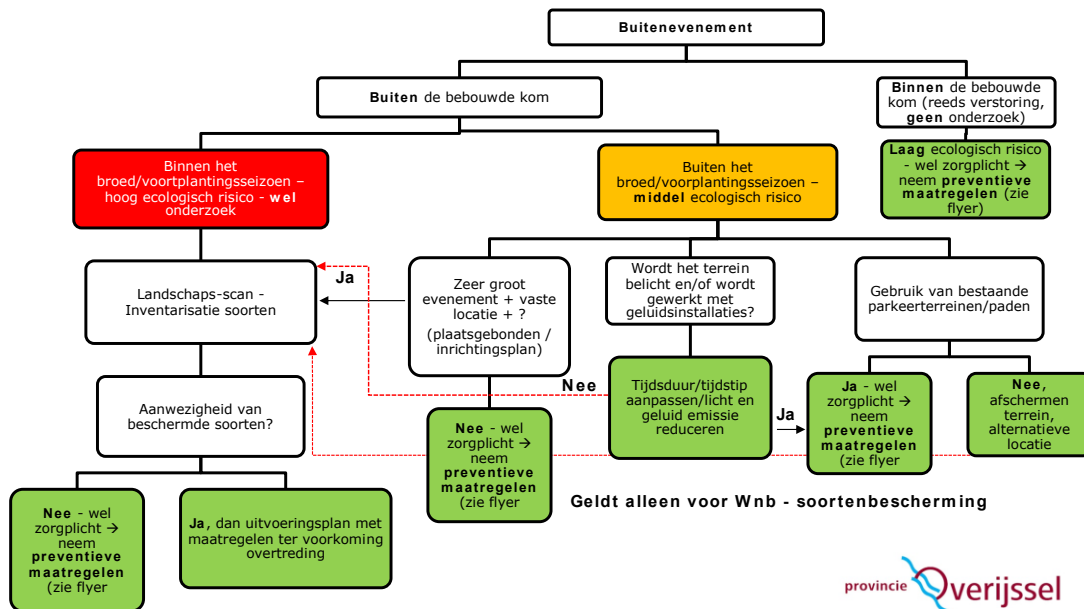 Buitenevenement
Buiten de bebouwde kom
Binnen de bebouwde
kom (reeds verstoring,
geen onderzoek)
Laag ecologisch risico
- wel zorgplicht →
neem preventieve
maatregelen (zie
flyer)
Binnen het
broed/voortplantingsseizoen –
hoog ecologisch risico - wel
onderzoek
Buiten het
broed/voorplantingsseizoen –
middel ecologisch risico
Landschaps-scan -
Inventarisatie soorten
Ja
Zeer groot
evenement + vaste
locatie + ?
(plaatsgebonden /
inrichtingsplan)
Wordt het terrein
belicht en/of wordt
gewerkt met
geluidsinstallaties?
Gebruik van bestaande
parkeerterreinen/paden
Aanwezigheid van
beschermde soorten?
Nee
Nee - wel
zorgplicht →
neem
preventieve
maatregelen
(zie flyer
Tijdsduur/tijdstip
aanpassen/licht en
geluid emissie
reduceren
Ja
Ja - wel
zorgplicht →
neem
preventieve
maatregelen
(zie flyer
Nee,
afschermen
terrein,
alternatieve
locatie
Nee - wel
zorgplicht →
neem
preventieve
maatregelen
(zie flyer
Ja, dan uitvoeringsplan met
maatregelen ter voorkoming
overtreding
Geldt alleen voor Wnb - soortenbescherming
provincie Overijssel